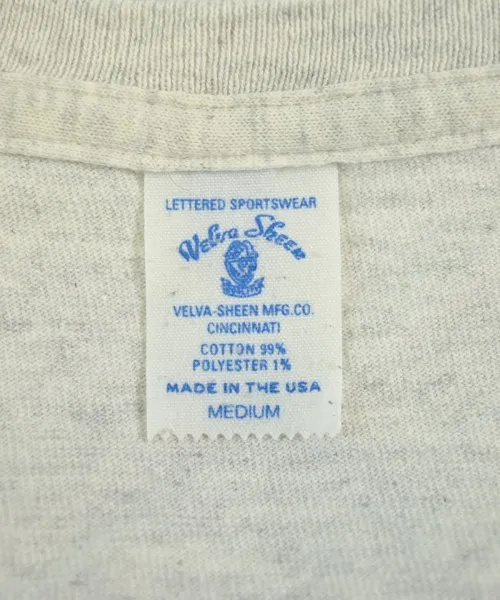 LETTERED SPORTSWEAR
Velva Sheen
VELVA-SHEEN MFG.CO.
CINCINNATI
COTTON 99%
POLYESTER 1%
MADE IN THE USA
MEDIUM